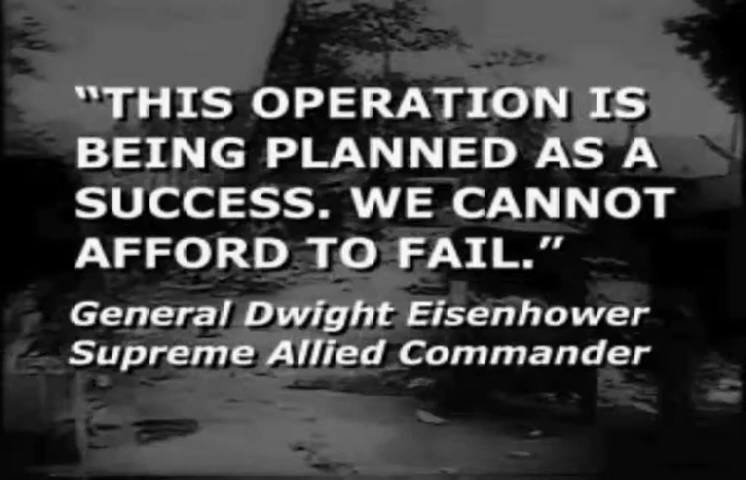 “THIS OPERATION IS
BEING PLANNED AS A
SUCCESS. WE CANNOT
AFFORD TO FAIL.”
General Dwight Eisenhower
Supreme Allied Commander